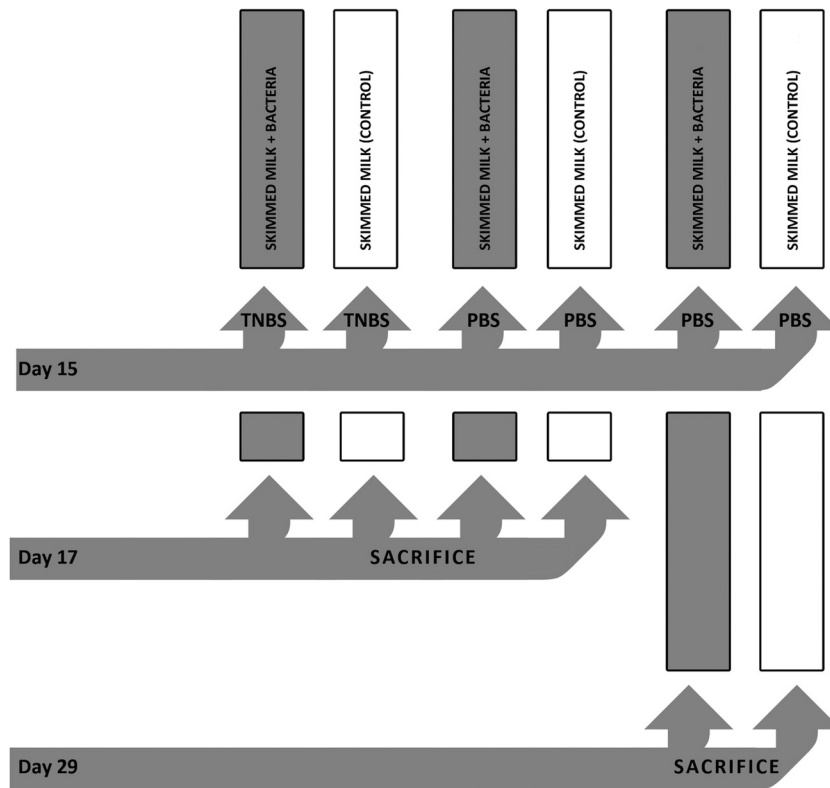 SKIMMED MILK + BACTERIA
SKIMMED MILK (CONTROL)
SKIMMED MILK + BACTERIA
SKIMMED MILK (CONTROL)
SKIMMED MILK + BACTERIA
SKIMMED MILK (CONTROL)
TNBS
TNBS
PBS
PBS
PBS
PBS
Day 15
Day 17
SACRIFICE
Day 29
SACRIFICE